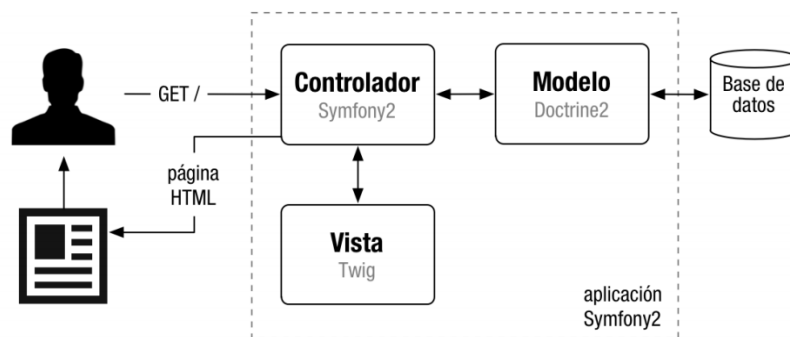 GET /
Controlador
Symfony2
Modelo
Doctrine2
Base de
datos
página
HTML
Vista
Twig
aplicación
Symfony2